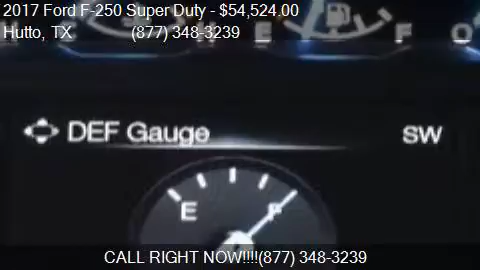 2017 Ford F-250 Super Duty - $54,524.00
Hutto, TX (877) 348-3239
H E F
DEF Gauge SW
E F
CALL RIGHT NOW!!!!(877) 348-3239